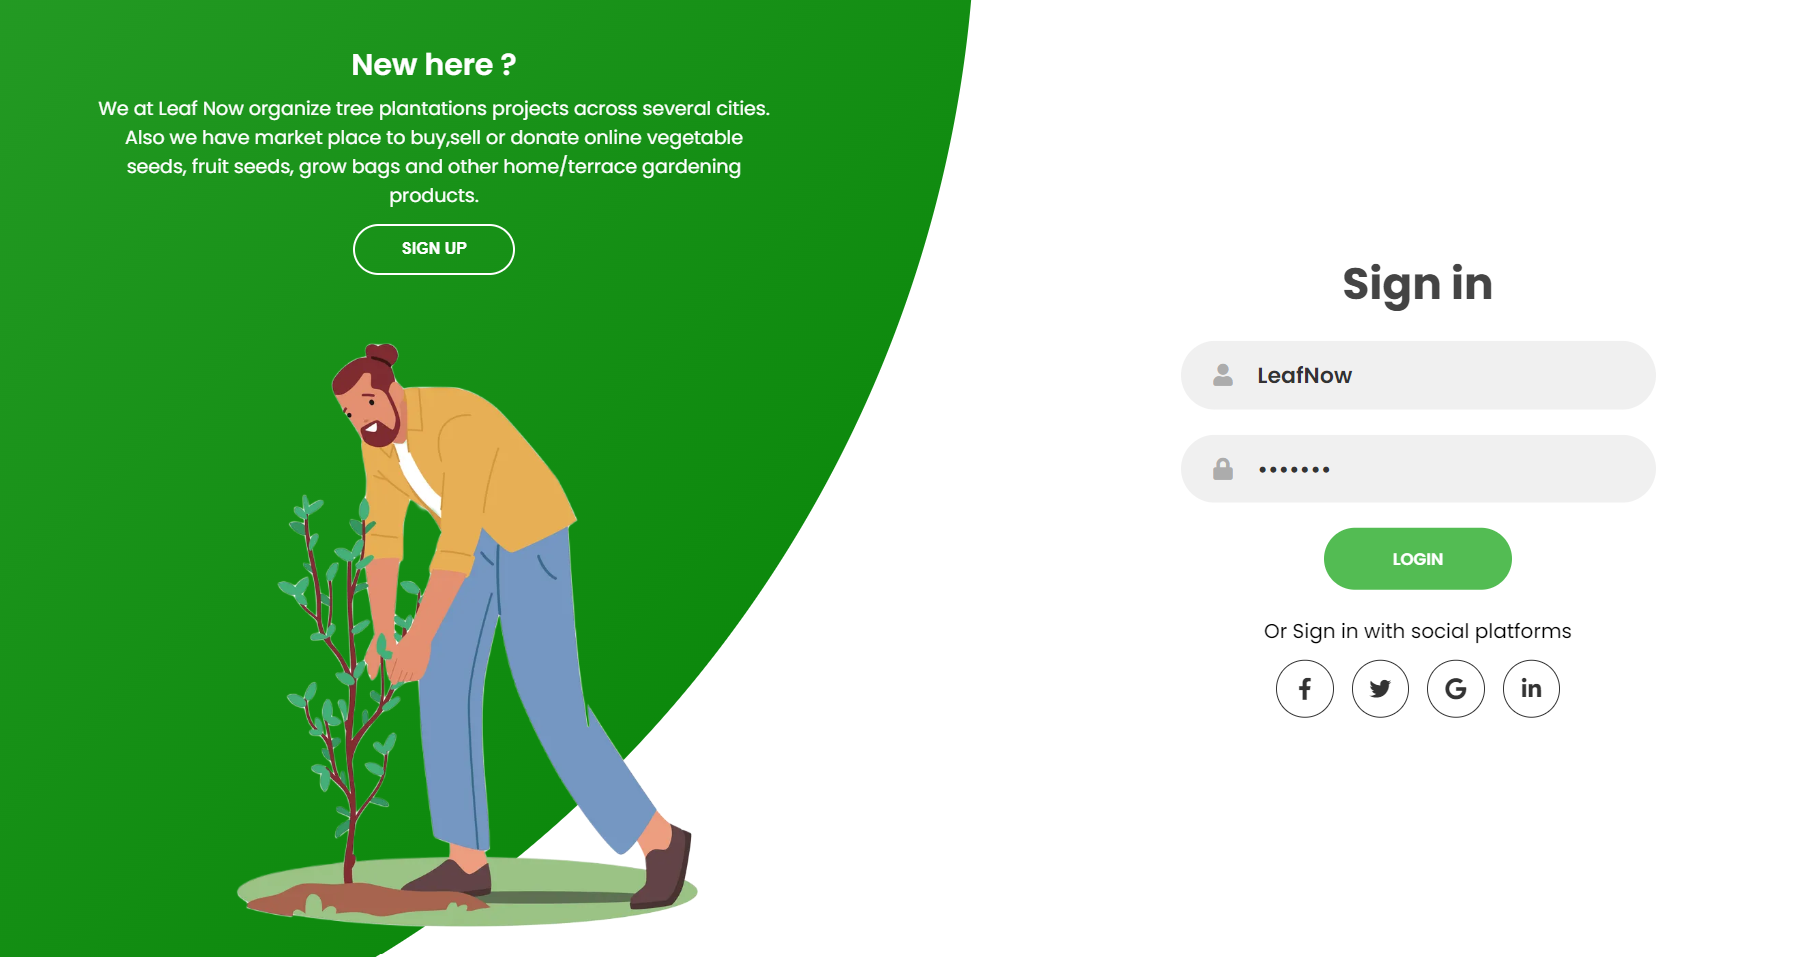 New here ?
We at Leaf Now organize tree plantations projects across several cities.
Also we have market place to buy,sell or donate online vegetable
seeds, fruit seeds, grow bags and other home/terrace gardening
products.
SIGN UP
Sign in
LeafNow
•••••••
LOGIN
Or Sign in with social platforms